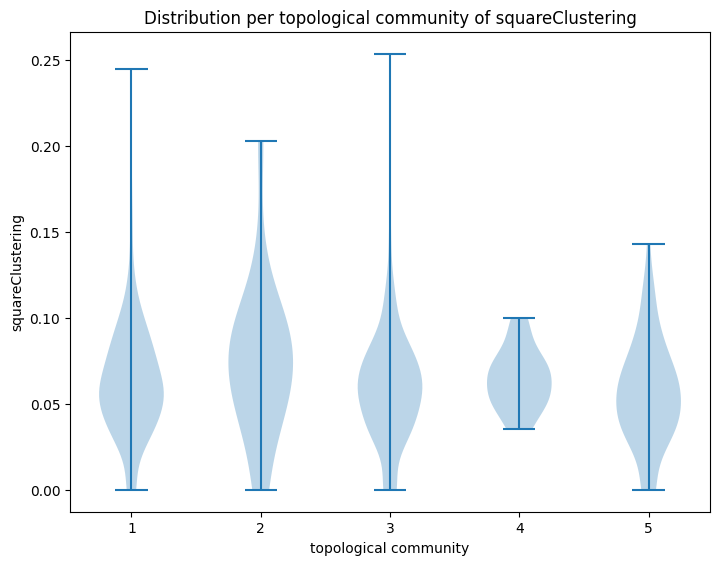 Distribution per topological community of squareClustering
squareClustering
0.25
0.20
0.15
0.10
0.05
0.00
1 2 3 4 5
topological community